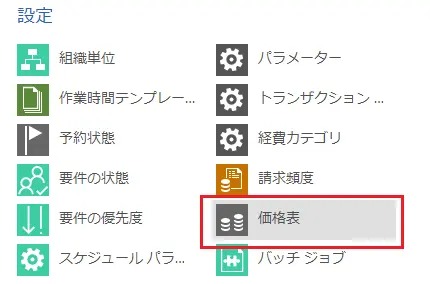 設定
組織単位
パラメーター
作業時間テンプレー...
トランザクション ...
予約状態
経費カテゴリ
要件の状態
請求頻度
要件の優先度
価格表
スケジュール パラ...
バッチ ジョブ